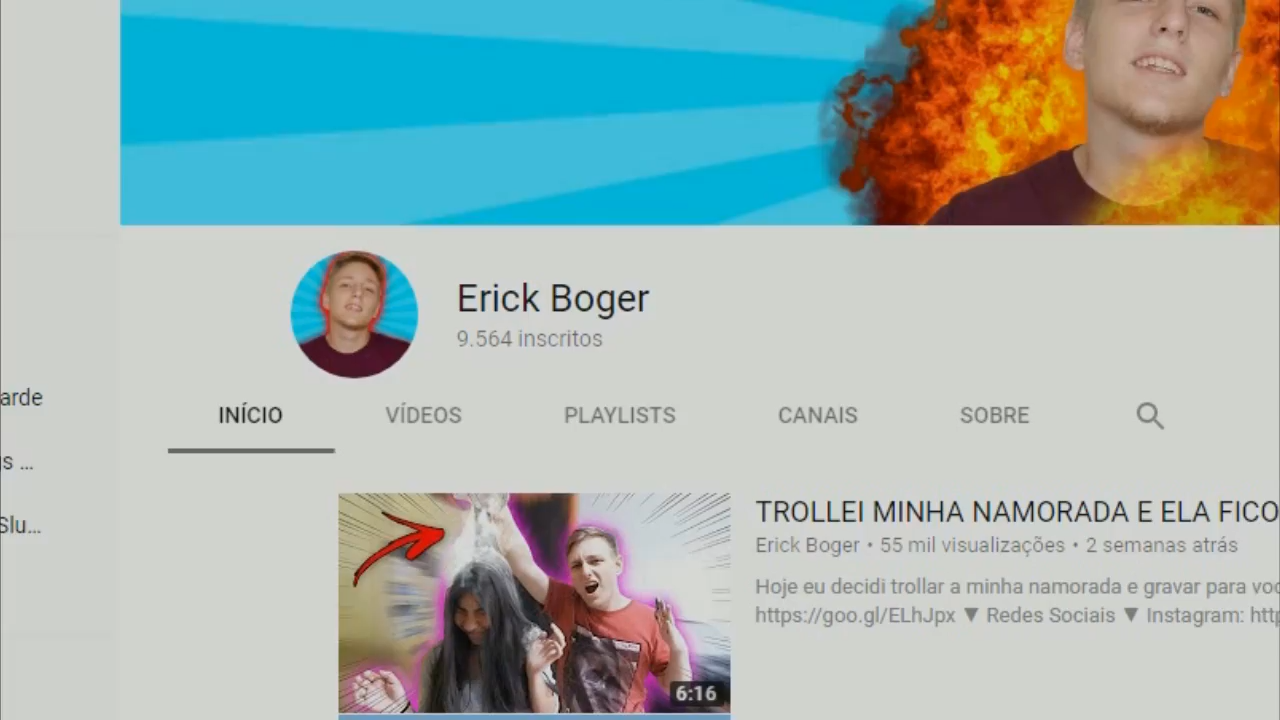 Erick Boger
9.564 inscritos
arde
INÍCIO VÍDEOS PLAYLISTS CANAIS SOBRE
s ...
Slu...
TROLLEI MINHA NAMORADA E ELA FICO
Erick Boger • 55 mil visualizações • 2 semanas atrás
Hoje eu decidi trollar a minha namorada e gravar para voc
https://goo.gl/ELhJpx ▼ Redes Sociais ▼ Instagram: http
6:16